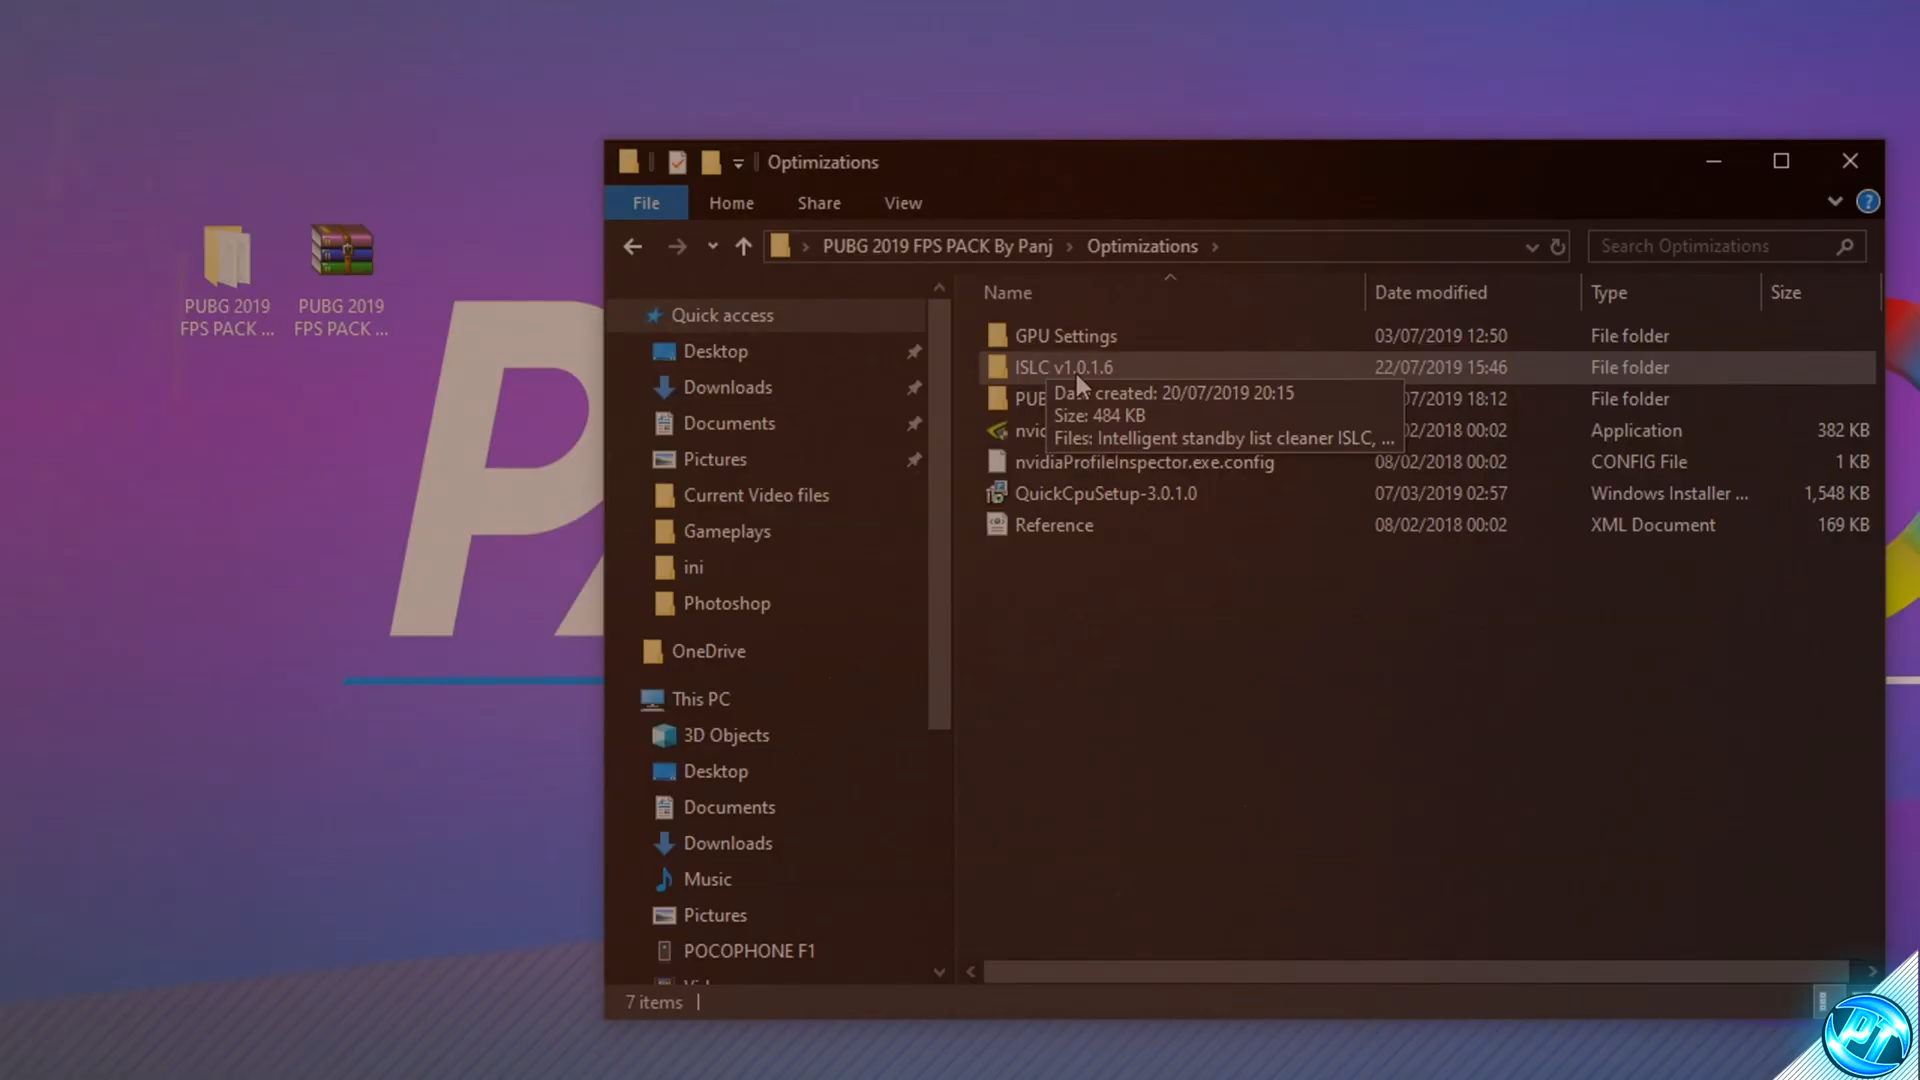 Optimizations
File Home Share View
PUBG 2019 FPS PACK By Panj > Optimizations >
Search Optimizations
PUBG 2019
FPS PACK ...
PUBG 2019
FPS PACK ...
Quick access
Desktop
Downloads
Documents
Pictures
Current Video files
Gameplays
ini
Photoshop
OneDrive
This PC
3D Objects
Desktop
Documents
Downloads
Music
Pictures
POCOPHONE F1
Name Date modified Type Size
GPU Settings 03/07/2019 12:50 File folder
ISLC v1.0.1.6 22/07/2019 15:46 File folder
PUB 07/2019 18:12 File folder
nvid 02/2018 00:02 Application 382 KB
nvidiaProfileInspector.exe.config 08/02/2018 00:02 CONFIG File 1 KB
QuickCpuSetup-3.0.1.0 07/03/2019 02:57 Windows Installer ... 1,548 KB
Reference 08/02/2018 00:02 XML Document 169 KB
Date created: 20/07/2019 20:15
Size: 484 KB
Files: Intelligent standby list cleaner ISLC, ...
7 items
PT